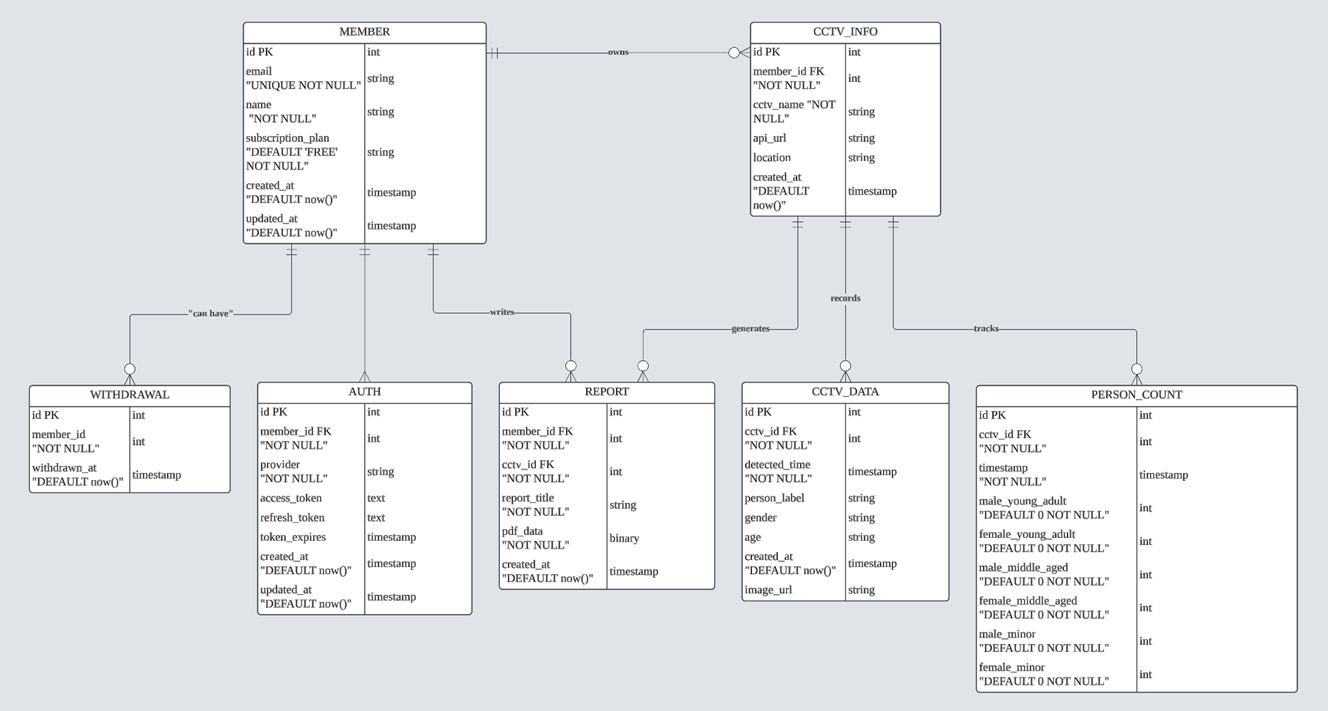 MEMBER
id PK
int
email
"UNIQUE NOT NULL"
string
name
"NOT NULL"
string
subscription_plan
"DEFAULT 'FREE'
NOT NULL"
string
created_at
"DEFAULT now()"
timestamp
updated_at
"DEFAULT now()"
timestamp
owns
CCTV_INFO
id PK
int
member_id FK
"NOT NULL"
int
cctv_name "NOT
NULL"
string
api_url
string
location
string
created_at
"DEFAULT
now()"
timestamp
"can have"
writes
generates
records
tracks
WITHDRAWAL
id PK
int
member_id
"NOT NULL"
int
withdrawn_at
"DEFAULT now()"
timestamp
AUTH
id PK
int
member_id FK
"NOT NULL"
int
provider
"NOT NULL"
string
access_token
text
refresh_token
text
token_expires
timestamp
created_at
"DEFAULT now()"
timestamp
updated_at
"DEFAULT now()"
timestamp
REPORT
id PK
int
member_id FK
"NOT NULL"
int
cctv_id FK
"NOT NULL"
int
report_title
"NOT NULL"
string
pdf_data
"NOT NULL"
binary
created_at
"DEFAULT now()"
timestamp
CCTV_DATA
id PK
int
cctv_id FK
"NOT NULL"
int
detected_time
"NOT NULL"
timestamp
person_label
string
gender
string
age
string
created_at
"DEFAULT now()"
timestamp
image_url
string
PERSON_COUNT
id PK
int
cctv_id FK
"NOT NULL"
int
timestamp
"NOT NULL"
timestamp
male_young_adult
"DEFAULT 0 NOT NULL"
int
female_young_adult
"DEFAULT 0 NOT NULL"
int
male_middle_aged
"DEFAULT 0 NOT NULL"
int
female_middle_aged
"DEFAULT 0 NOT NULL"
int
male_minor
"DEFAULT 0 NOT NULL"
int
female_minor
"DEFAULT 0 NOT NULL"
int